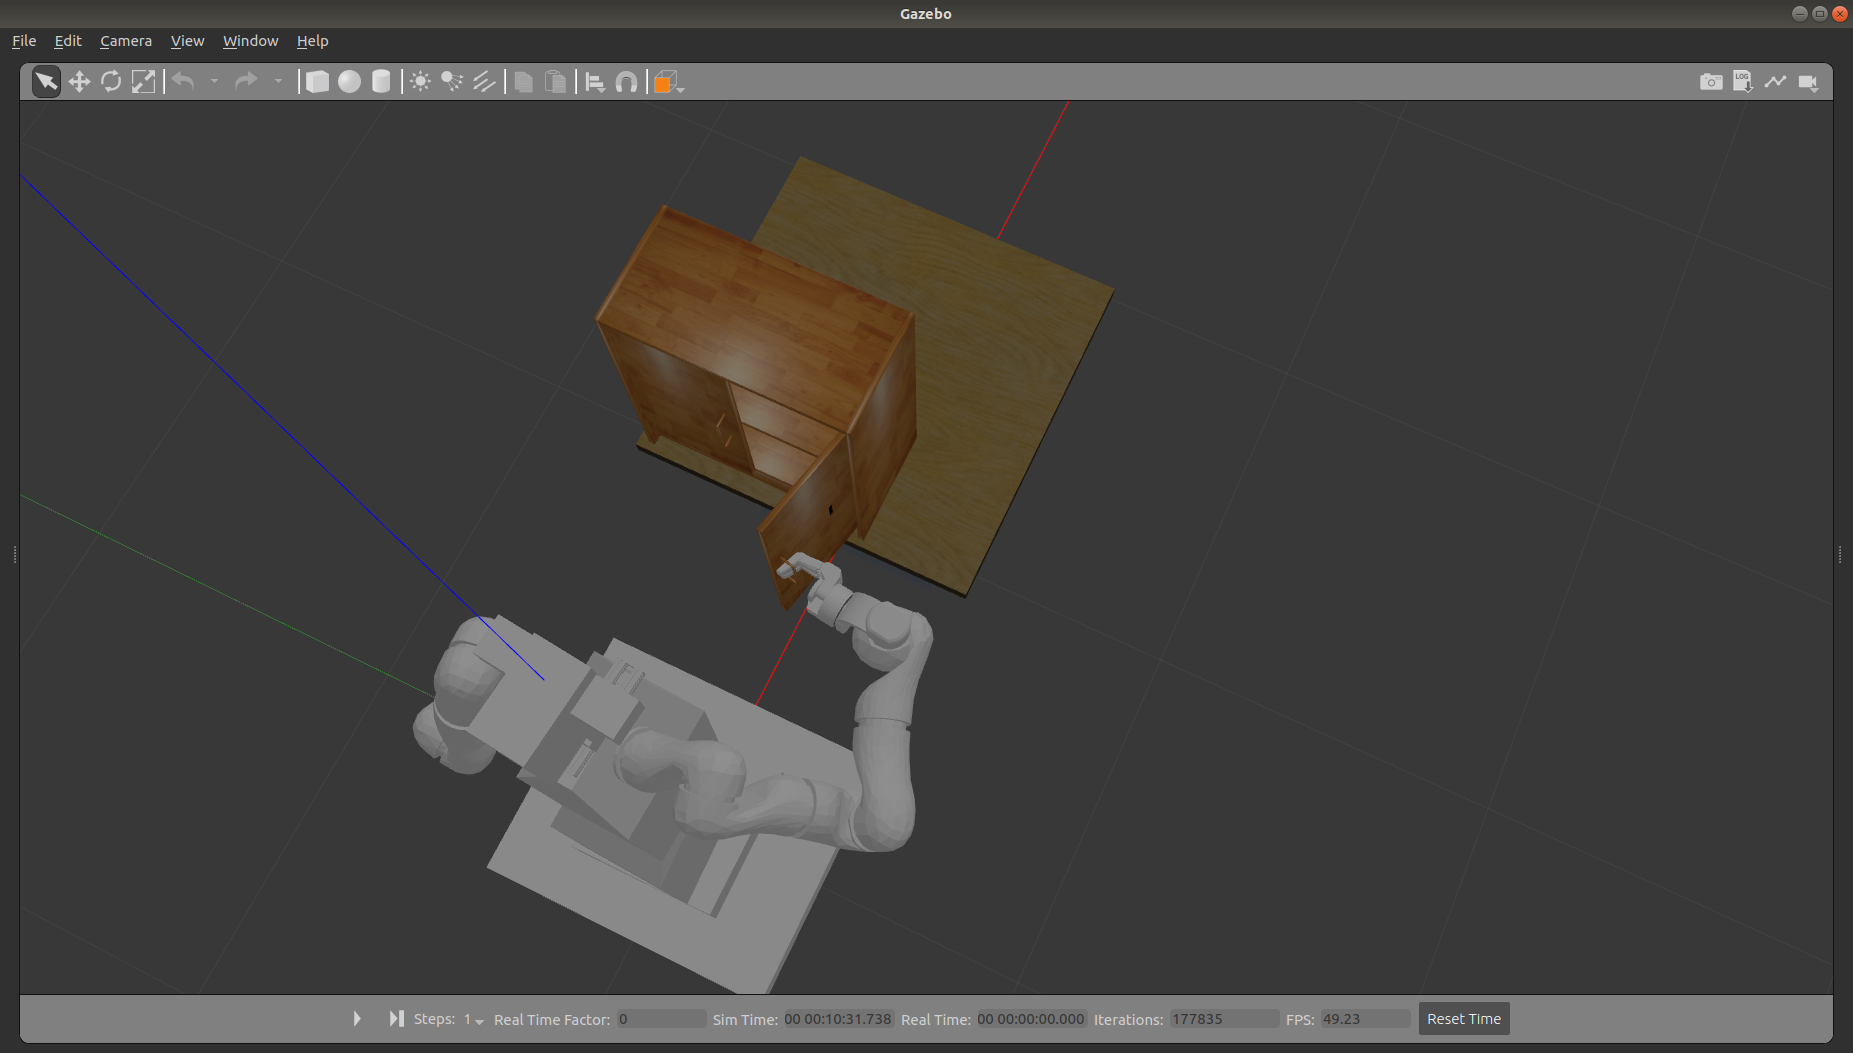 Gazebo
File Edit Camera View Window Help
LOG
Steps: 1 Real Time Factor: 0 Sim Time: 00 00:10:31.738 Real Time: 00 00:00:00.000 Iterations: 177835 FPS: 49.23 Reset Time